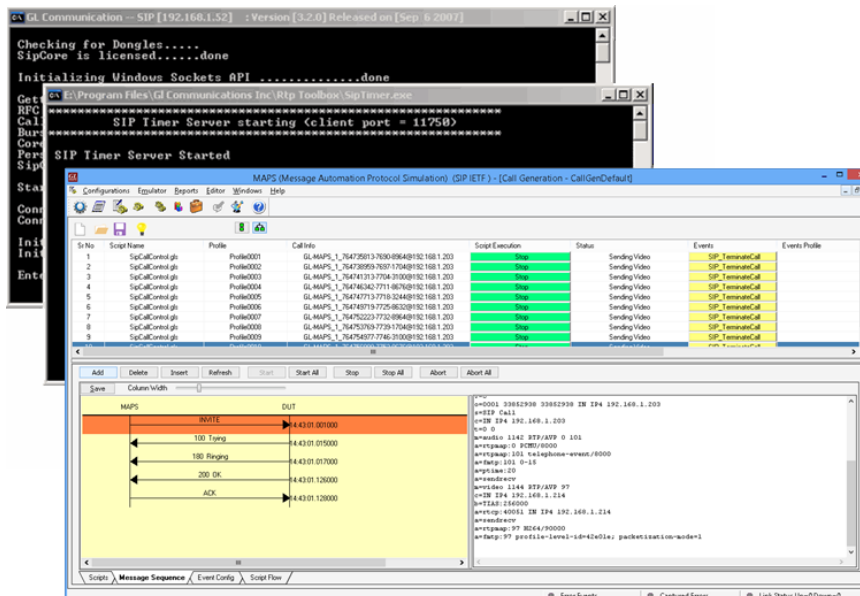 GL Communication -- SIP [192.168.1.52] : Version [3.2.0] Released on [Sep 6 2007]
Checking for Dongles.....
SipCore is licensed......done
Initializing Windows Sockets API ..............done
E:\Program Files\Gl Communications Inc\Rtp Toolbox\SipTimer.exe
SIP Timer Server starting (client port = 11750)
SIP Timer Server Started
MAPS (Message Automation Protocol Simulation) (SIP IETF ) - [Call Generation - CallGenDefault]
Configurations Emulator Reports Editor Windows Help
Sr No Script Name Profile Call Info Script Execution Status Events Events Profile
1 SipCallControl.gls Profile0001 GL-MAPS_1_764735813-7690-8964@192.168.1.203 Stop Sending Video SIP_TerminateCall
2 SipCallControl.gls Profile0002 GL-MAPS_1_764738959-7697-1704@192.168.1.203 Stop Sending Video SIP_TerminateCall
3 SipCallControl.gls Profile0003 GL-MAPS_1_764741313-7704-3100@192.168.1.203 Stop Sending Video SIP_TerminateCall
4 SipCallControl.gls Profile0004 GL-MAPS_1_764746342-7711-8676@192.168.1.203 Stop Sending Video SIP_TerminateCall
5 SipCallControl.gls Profile0005 GL-MAPS_1_764747713-7718-3244@192.168.1.203 Stop Sending Video SIP_TerminateCall
6 SipCallControl.gls Profile0006 GL-MAPS_1_764749719-7725-8632@192.168.1.203 Stop Sending Video SIP_TerminateCall
7 SipCallControl.gls Profile0007 GL-MAPS_1_764752223-7732-8964@192.168.1.203 Stop Sending Video SIP_TerminateCall
8 SipCallControl.gls Profile0008 GL-MAPS_1_764753769-7739-1704@192.168.1.203 Stop Sending Video SIP_TerminateCall
9 SipCallControl.gls Profile0009 GL-MAPS_1_764754977-7746-3100@192.168.1.203 Stop Sending Video SIP_TerminateCall
Add Delete Insert Refresh Start Start All Stop Stop All Abort Abort All
Save Column Width
MAPS DUT
INVITE 14:43:01.001000
100 Trying 14:43:01.015000
180 Ringing 14:43:01.017000
200 OK 14:43:01.126000
ACK 14:43:01.128000
o=0001 33852938 33852938 IN IP4 192.168.1.203
s=SIP Call
c=IN IP4 192.168.1.203
t=0 0
m=audio 1142 RTP/AVP 0 101
a=rtpmap:0 PCMU/8000
a=rtpmap:101 telephone-event/8000
a=fmtp:101 0-15
a=ptime:20
a=sendrecv
m=video 1144 RTP/AVP 97
c=IN IP4 192.168.1.214
b=TIAS:256000
a=rtcp:40051 IN IP4 192.168.1.214
a=sendrecv
a=rtpmap:97 H264/90000
a=fmtp:97 profile-level-id=42e01e; packetization-mode=1
Scripts Message Sequence Event Config Script Flow
Error Events Captured Errors Link Status Up=0 Down=0